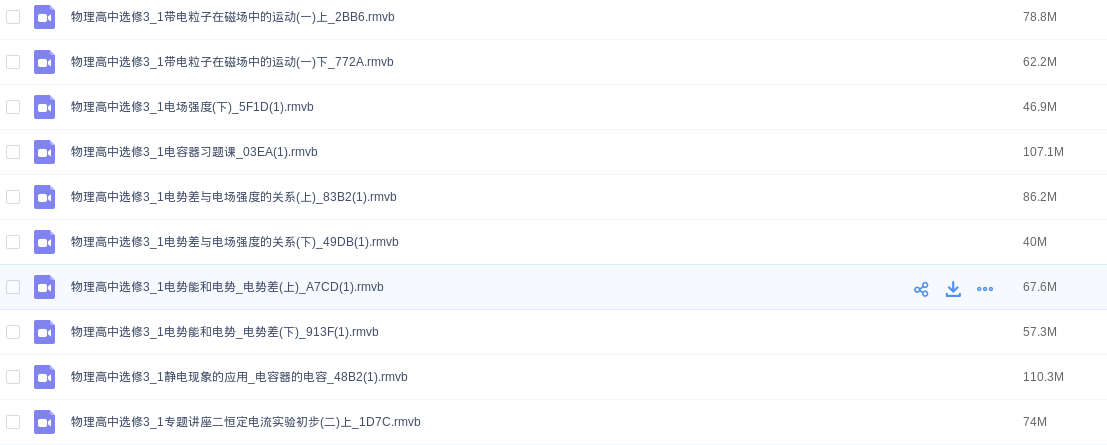 物理高中选修3_1带电粒子在磁场中的运动(一)上_2BB6.rmvb 78.8M
物理高中选修3_1带电粒子在磁场中的运动(一)下_772A.rmvb 62.2M
物理高中选修3_1电场强度(下)_5F1D(1).rmvb 46.9M
物理高中选修3_1电容器习题课_03EA(1).rmvb 107.1M
物理高中选修3_1电势差与电场强度的关系(上)_83B2(1).rmvb 86.2M
物理高中选修3_1电势差与电场强度的关系(下)_49DB(1).rmvb 40M
物理高中选修3_1电势能和电势_电势差(上)_A7CD(1).rmvb 67.6M
物理高中选修3_1电势能和电势_电势差(下)_913F(1).rmvb 57.3M
物理高中选修3_1静电现象的应用_电容器的电容_48B2(1).rmvb 110.3M
物理高中选修3_1专题讲座二恒定电流实验初步(二)上_1D7C.rmvb 74M